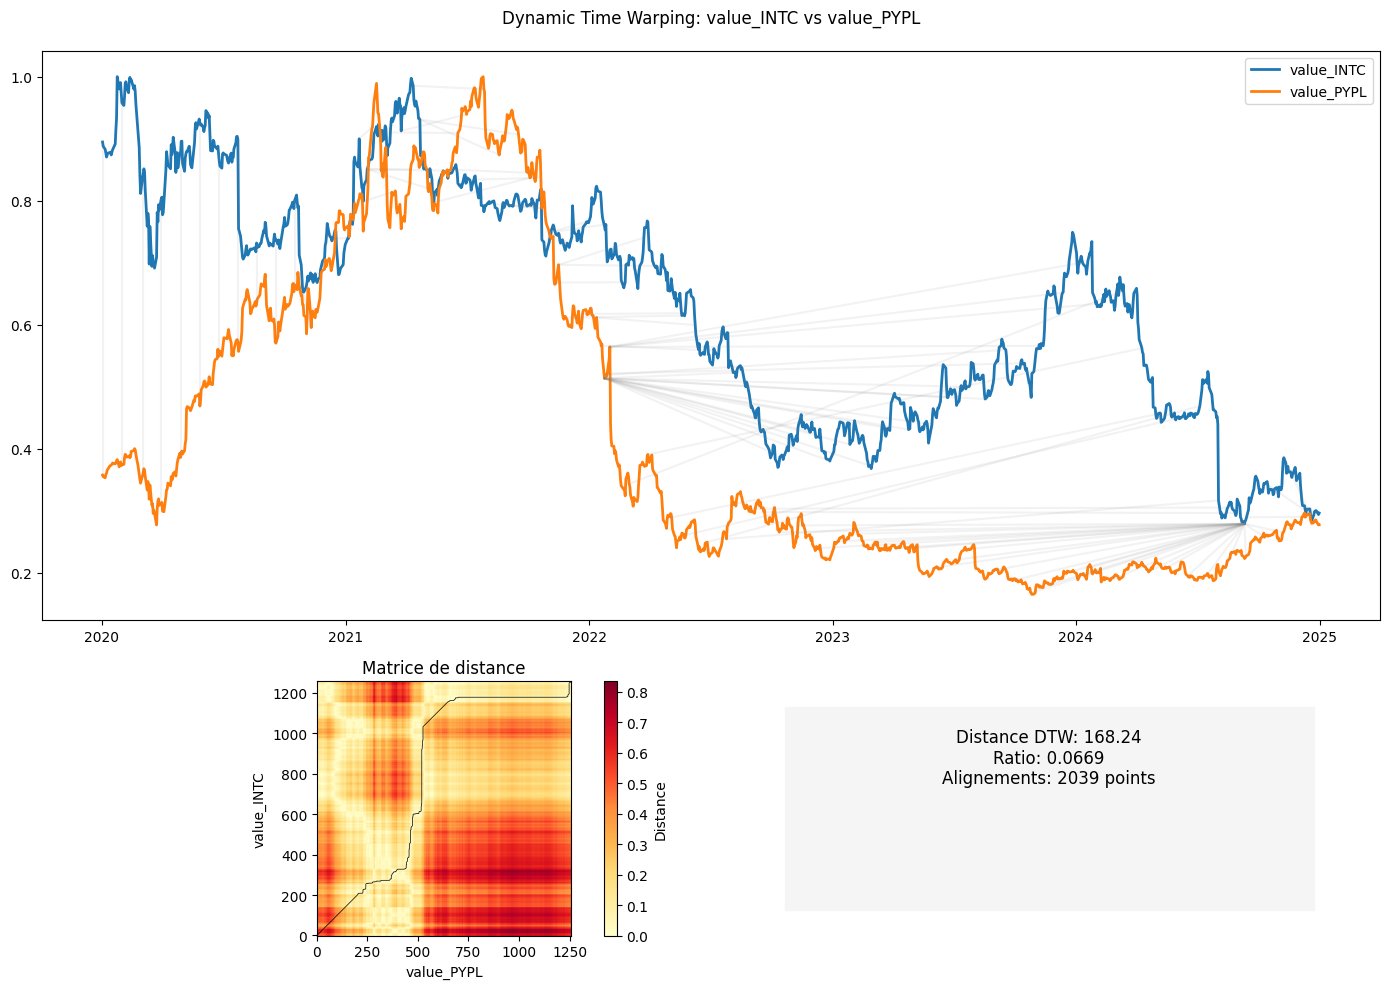 Dynamic Time Warping: value_INTC vs value_PYPL
value_INTC
value_PYPL
1.0
0.8
0.6
0.4
0.2
2020 2021 2022 2023 2024 2025
Matrice de distance
value_INTC
1200
1000
800
600
400
200
0
0 250 500 750 1000 1250
value_PYPL
0.8
0.7
0.6
0.5
0.4
0.3
0.2
0.1
0.0
Distance
Distance DTW: 168.24
Ratio: 0.0669
Alignements: 2039 points